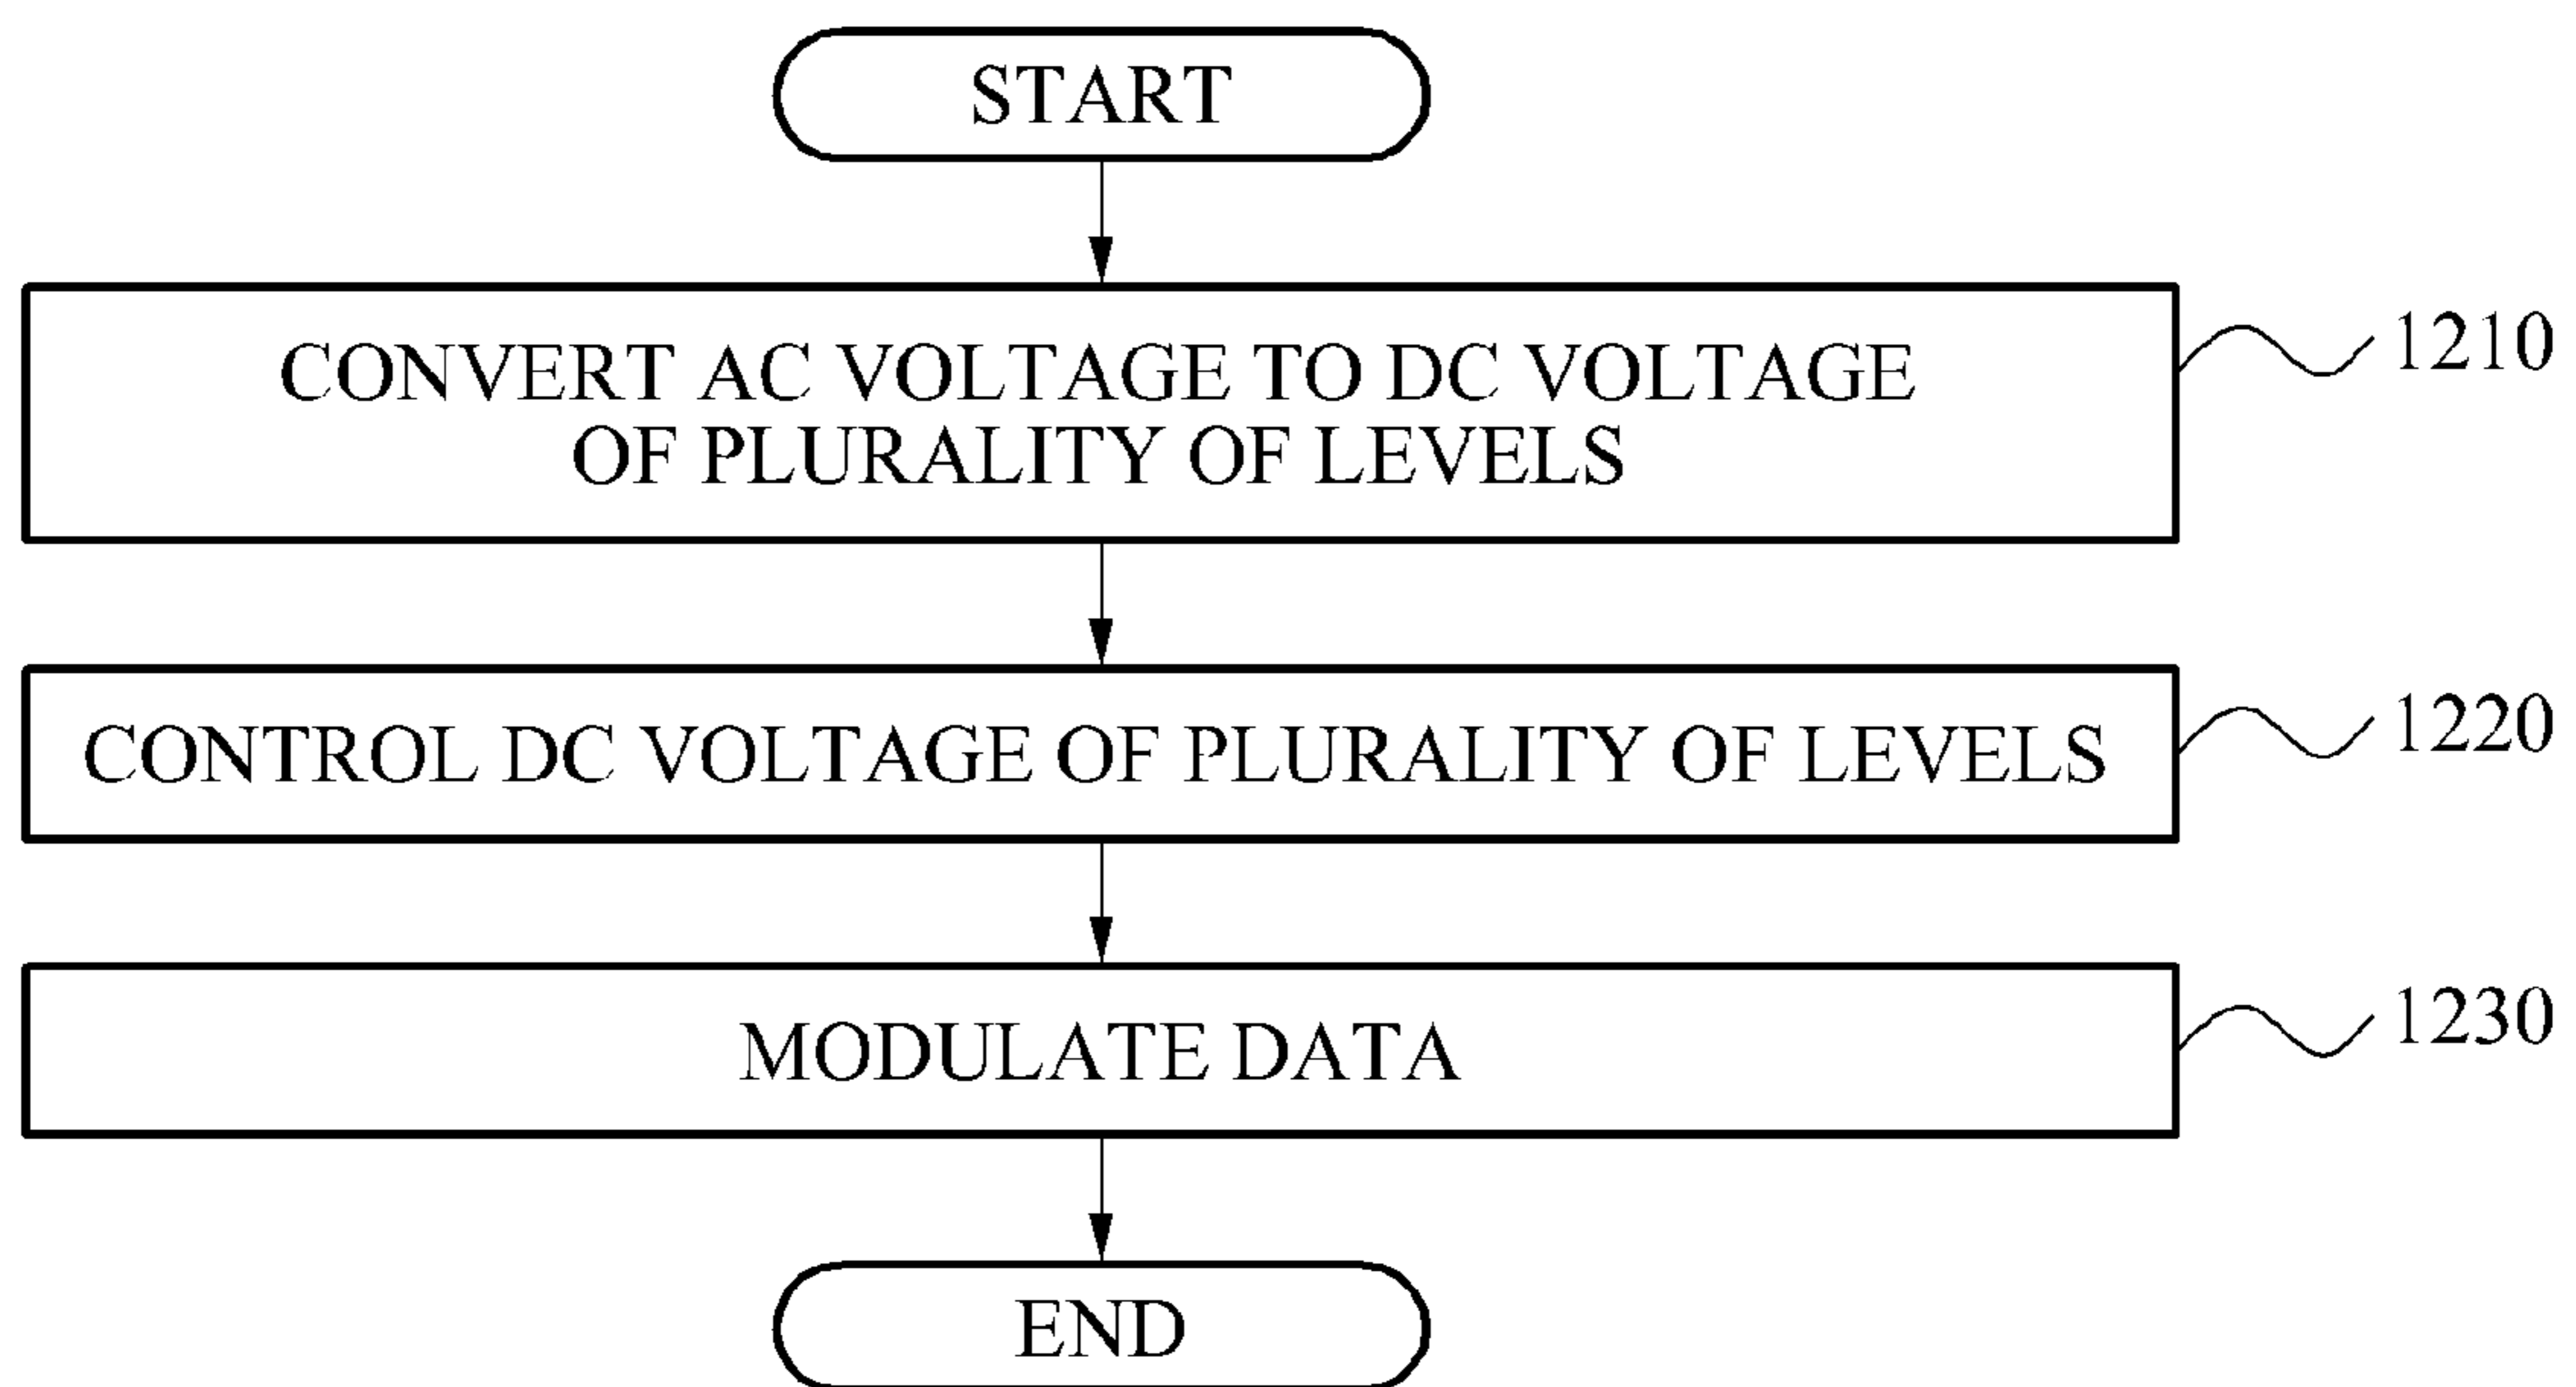 START
CONVERT AC VOLTAGE TO DC VOLTAGE
OF PLURALITY OF LEVELS
1210
CONTROL DC VOLTAGE OF PLURALITY OF LEVELS
1220
MODULATE DATA
1230
END